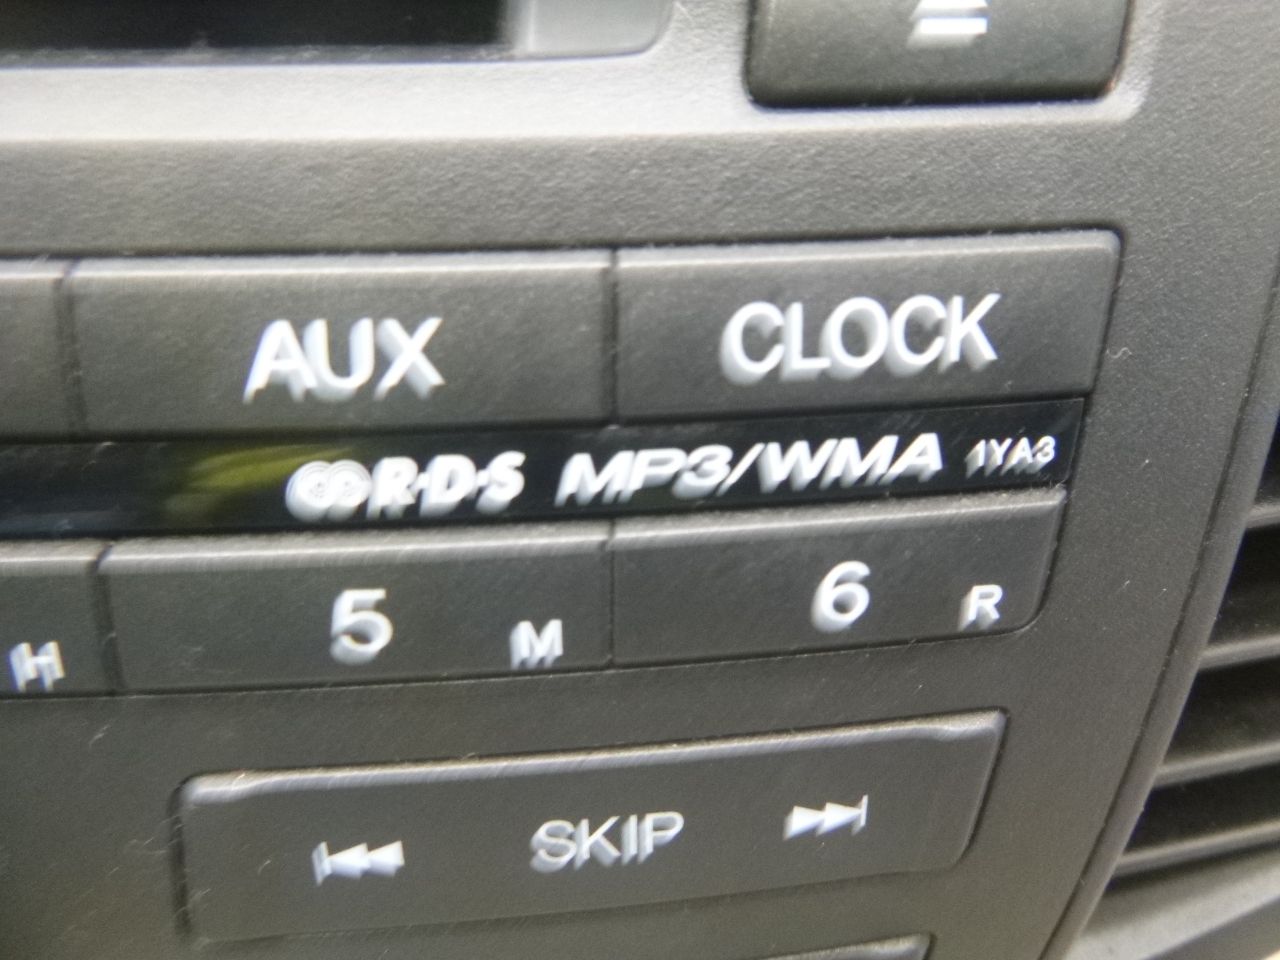 AUX CLOCK
R·D·S MP3/WMA 1YA3
H 5 M 6 R
SKIP